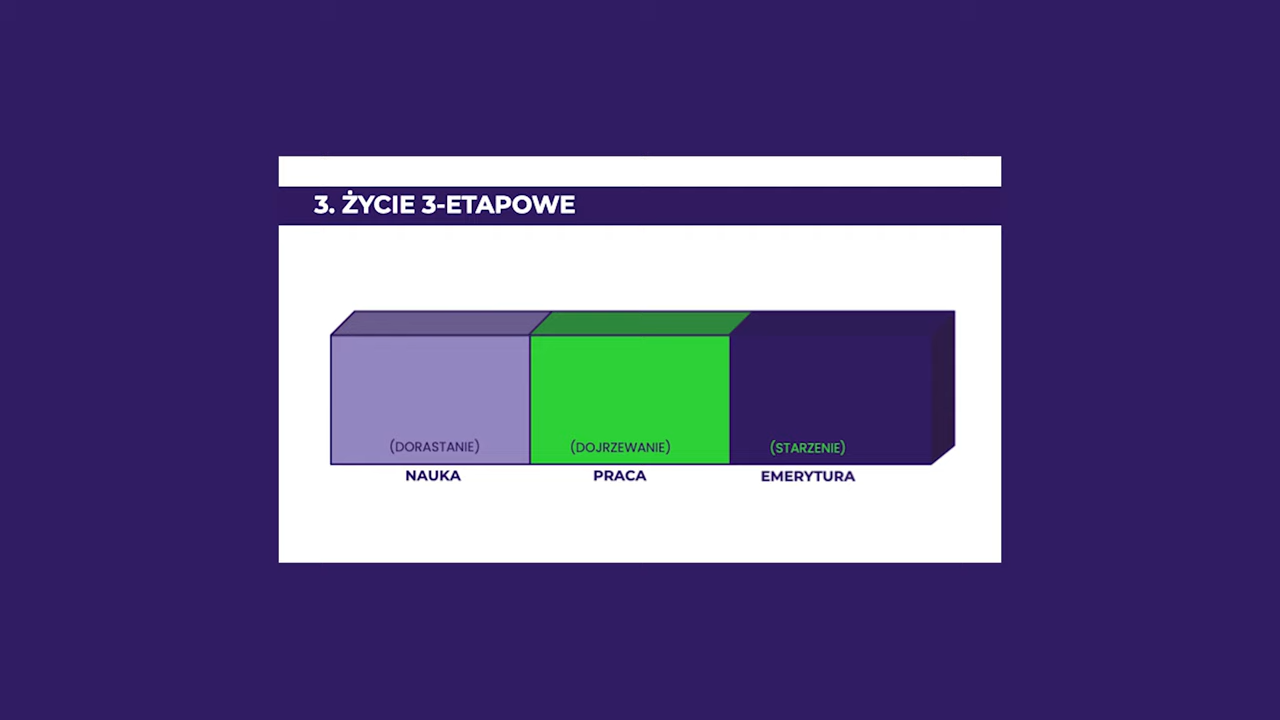 3. ŻYCIE 3-ETAPOWE
(DORASTANIE) (DOJRZEWANIE) (STARZENIE)
NAUKA PRACA EMERYTURA